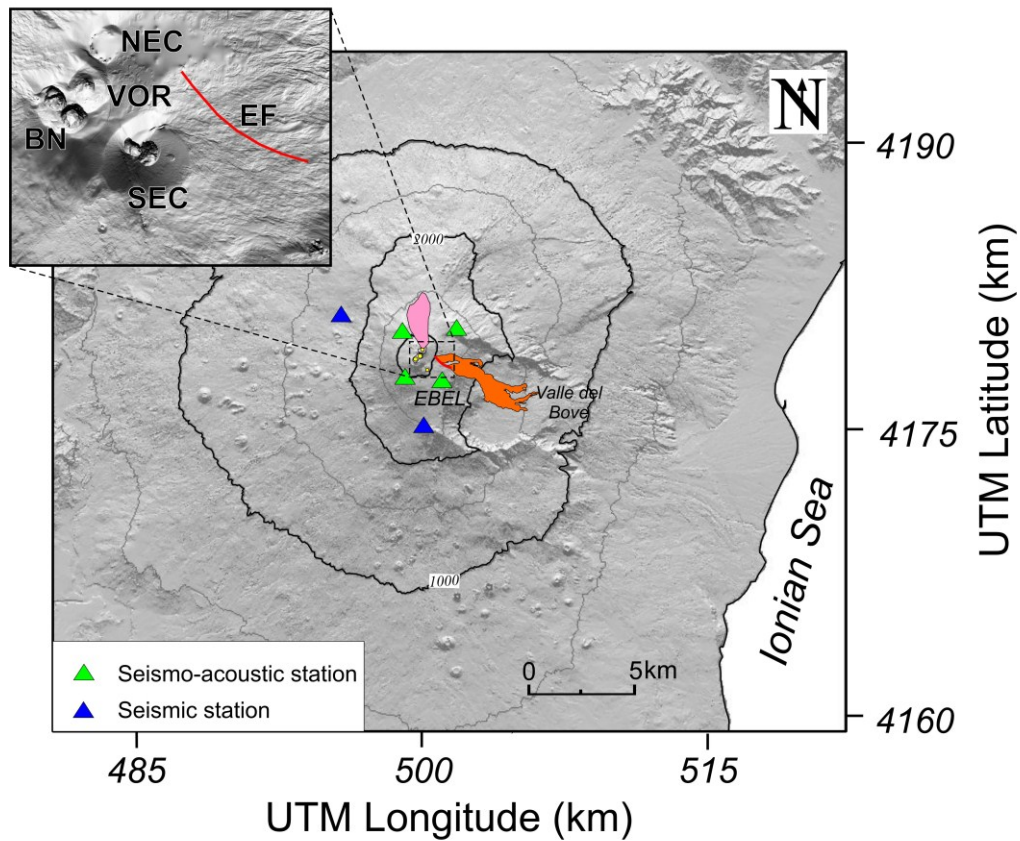 NEC
VOR
EF
BN
SEC
N
4190
2000
EBEL
Valle del
Bove
4175
UTM Latitude (km)
Ionian Sea
1000
Seismo-acoustic station
Seismic station
0 5km
4160
485 500 515
UTM Longitude (km)